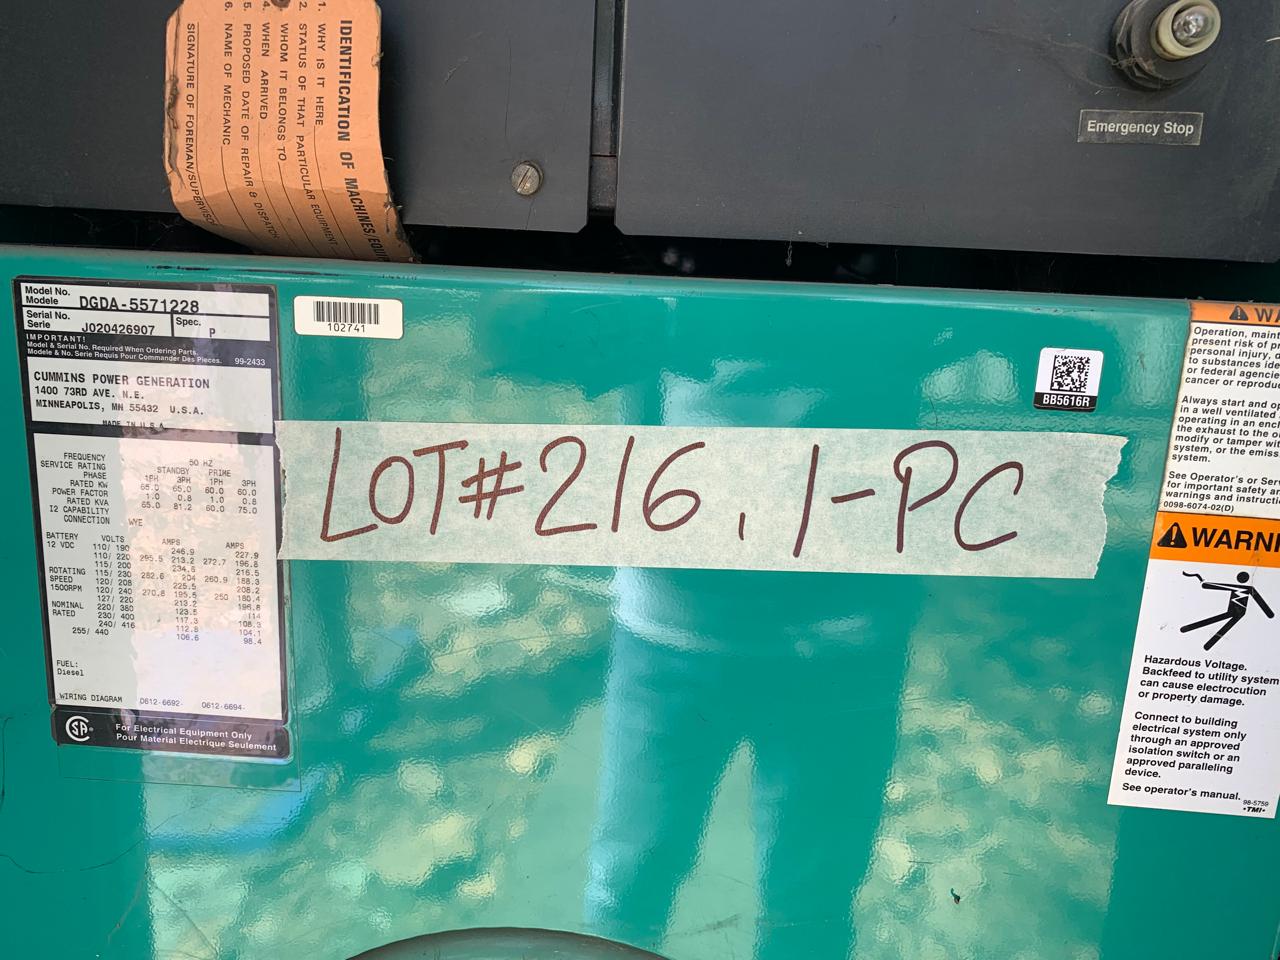 IDENTIFICATION OF MACHINES/EQUI
1. WHY IS IT HERE
2. STATUS OF THAT PARTICULAR EQUIPMENT
WHOM IT BELONGS TO
4. WHEN ARRIVED
5. PROPOSED DATE OF REPAIR & DISPATCH
6. NAME OF MECHANIC
SIGNATURE OF FOREMAN/SUPERVISO
Emergency Stop
Model No.
Modele DGDA-5571228
Serial No.
Serie J020426907
Spec. P
IMPORTANT!
Model & Serial No. Required When Ordering Parts.
Modele & No. Serie Requis Pour Commander Des Pieces. 99-2433
CUMMINS POWER GENERATION
1400 73RD AVE. N.E.
MINNEAPOLIS, MN 55432 U.S.A.
MADE IN U.S.A.
FREQUENCY 50 HZ
SERVICE RATING STANDBY PRIME
PHASE 1PH 3PH 1PH 3PH
RATED KW 65.0 65.0 60.0 60.0
POWER FACTOR 1.0 0.8 1.0 0.8
RATED KVA 65.0 81.2 60.0 75.0
12 CAPABILITY
CONNECTION WYE
BATTERY VOLTS AMPS AMPS
12 VDC 110/ 190 246.9 227.9
110/ 220 295.5 213.2 272.7 196.8
115/ 200 234.6 216.5
ROTATING 115/ 230 282.6 204 260.9 188.3
SPEED 120/ 208 225.5 208.2
1500RPM 120/ 240 270.8 195.5 250 180.4
127/ 220 213.2 196.8
NOMINAL 220/ 380 123.5 114
RATED 230/ 400 117.3 108.3
240/ 416 112.8 104.1
255/ 440 106.6 98.4
FUEL:
Diesel
WIRING DIAGRAM 0612-6692- 0612-6694-
CSA
For Electrical Equipment Only
Pour Material Electrique Seulement
102741
BB5616R
LOT#216, 1-PC
WA
Operation, maint
present risk of
personal injury, d
to substances ide
or federal agencie
cancer or reprodu
Always start and op
in a well ventilated
operating in an enc
the exhaust to the ou
modify or tamper wit
system, or the emiss
system.
See Operator's or Serv
for important safety a
warnings and instructi
0098-6074-02(D)
WARNI
Hazardous Voltage.
Backfeed to utility system
can cause electrocution
or property damage.
Connect to building
electrical system only
through an approved
isolation switch or an
approved paralleling
device.
See operator's manual.
98-5759
•TMI•